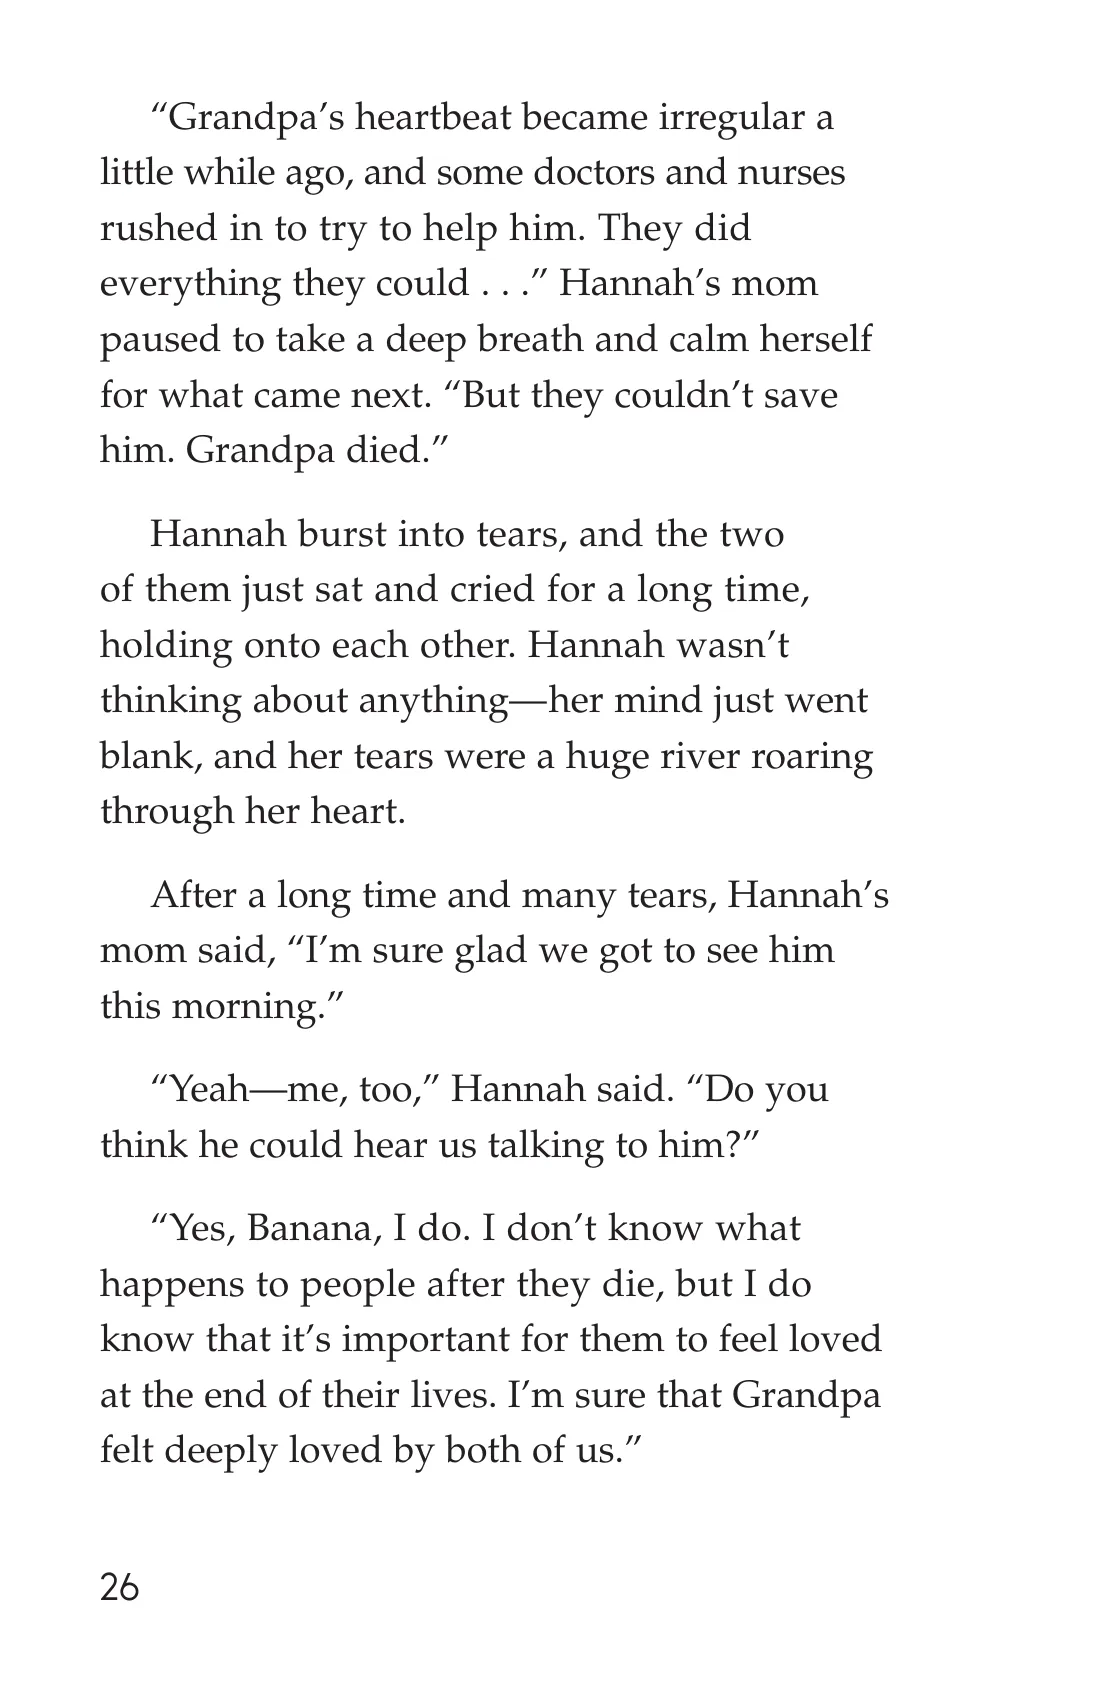 “Grandpa’s heartbeat became irregular a
little while ago, and some doctors and nurses
rushed in to try to help him. They did
everything they could . . .” Hannah’s mom
paused to take a deep breath and calm herself
for what came next. “But they couldn’t save
him. Grandpa died.”
Hannah burst into tears, and the two
of them just sat and cried for a long time,
holding onto each other. Hannah wasn’t
thinking about anything—her mind just went
blank, and her tears were a huge river roaring
through her heart.
After a long time and many tears, Hannah’s
mom said, “I’m sure glad we got to see him
this morning.”
“Yeah—me, too,” Hannah said. “Do you
think he could hear us talking to him?”
“Yes, Banana, I do. I don’t know what
happens to people after they die, but I do
know that it’s important for them to feel loved
at the end of their lives. I’m sure that Grandpa
felt deeply loved by both of us.”
26